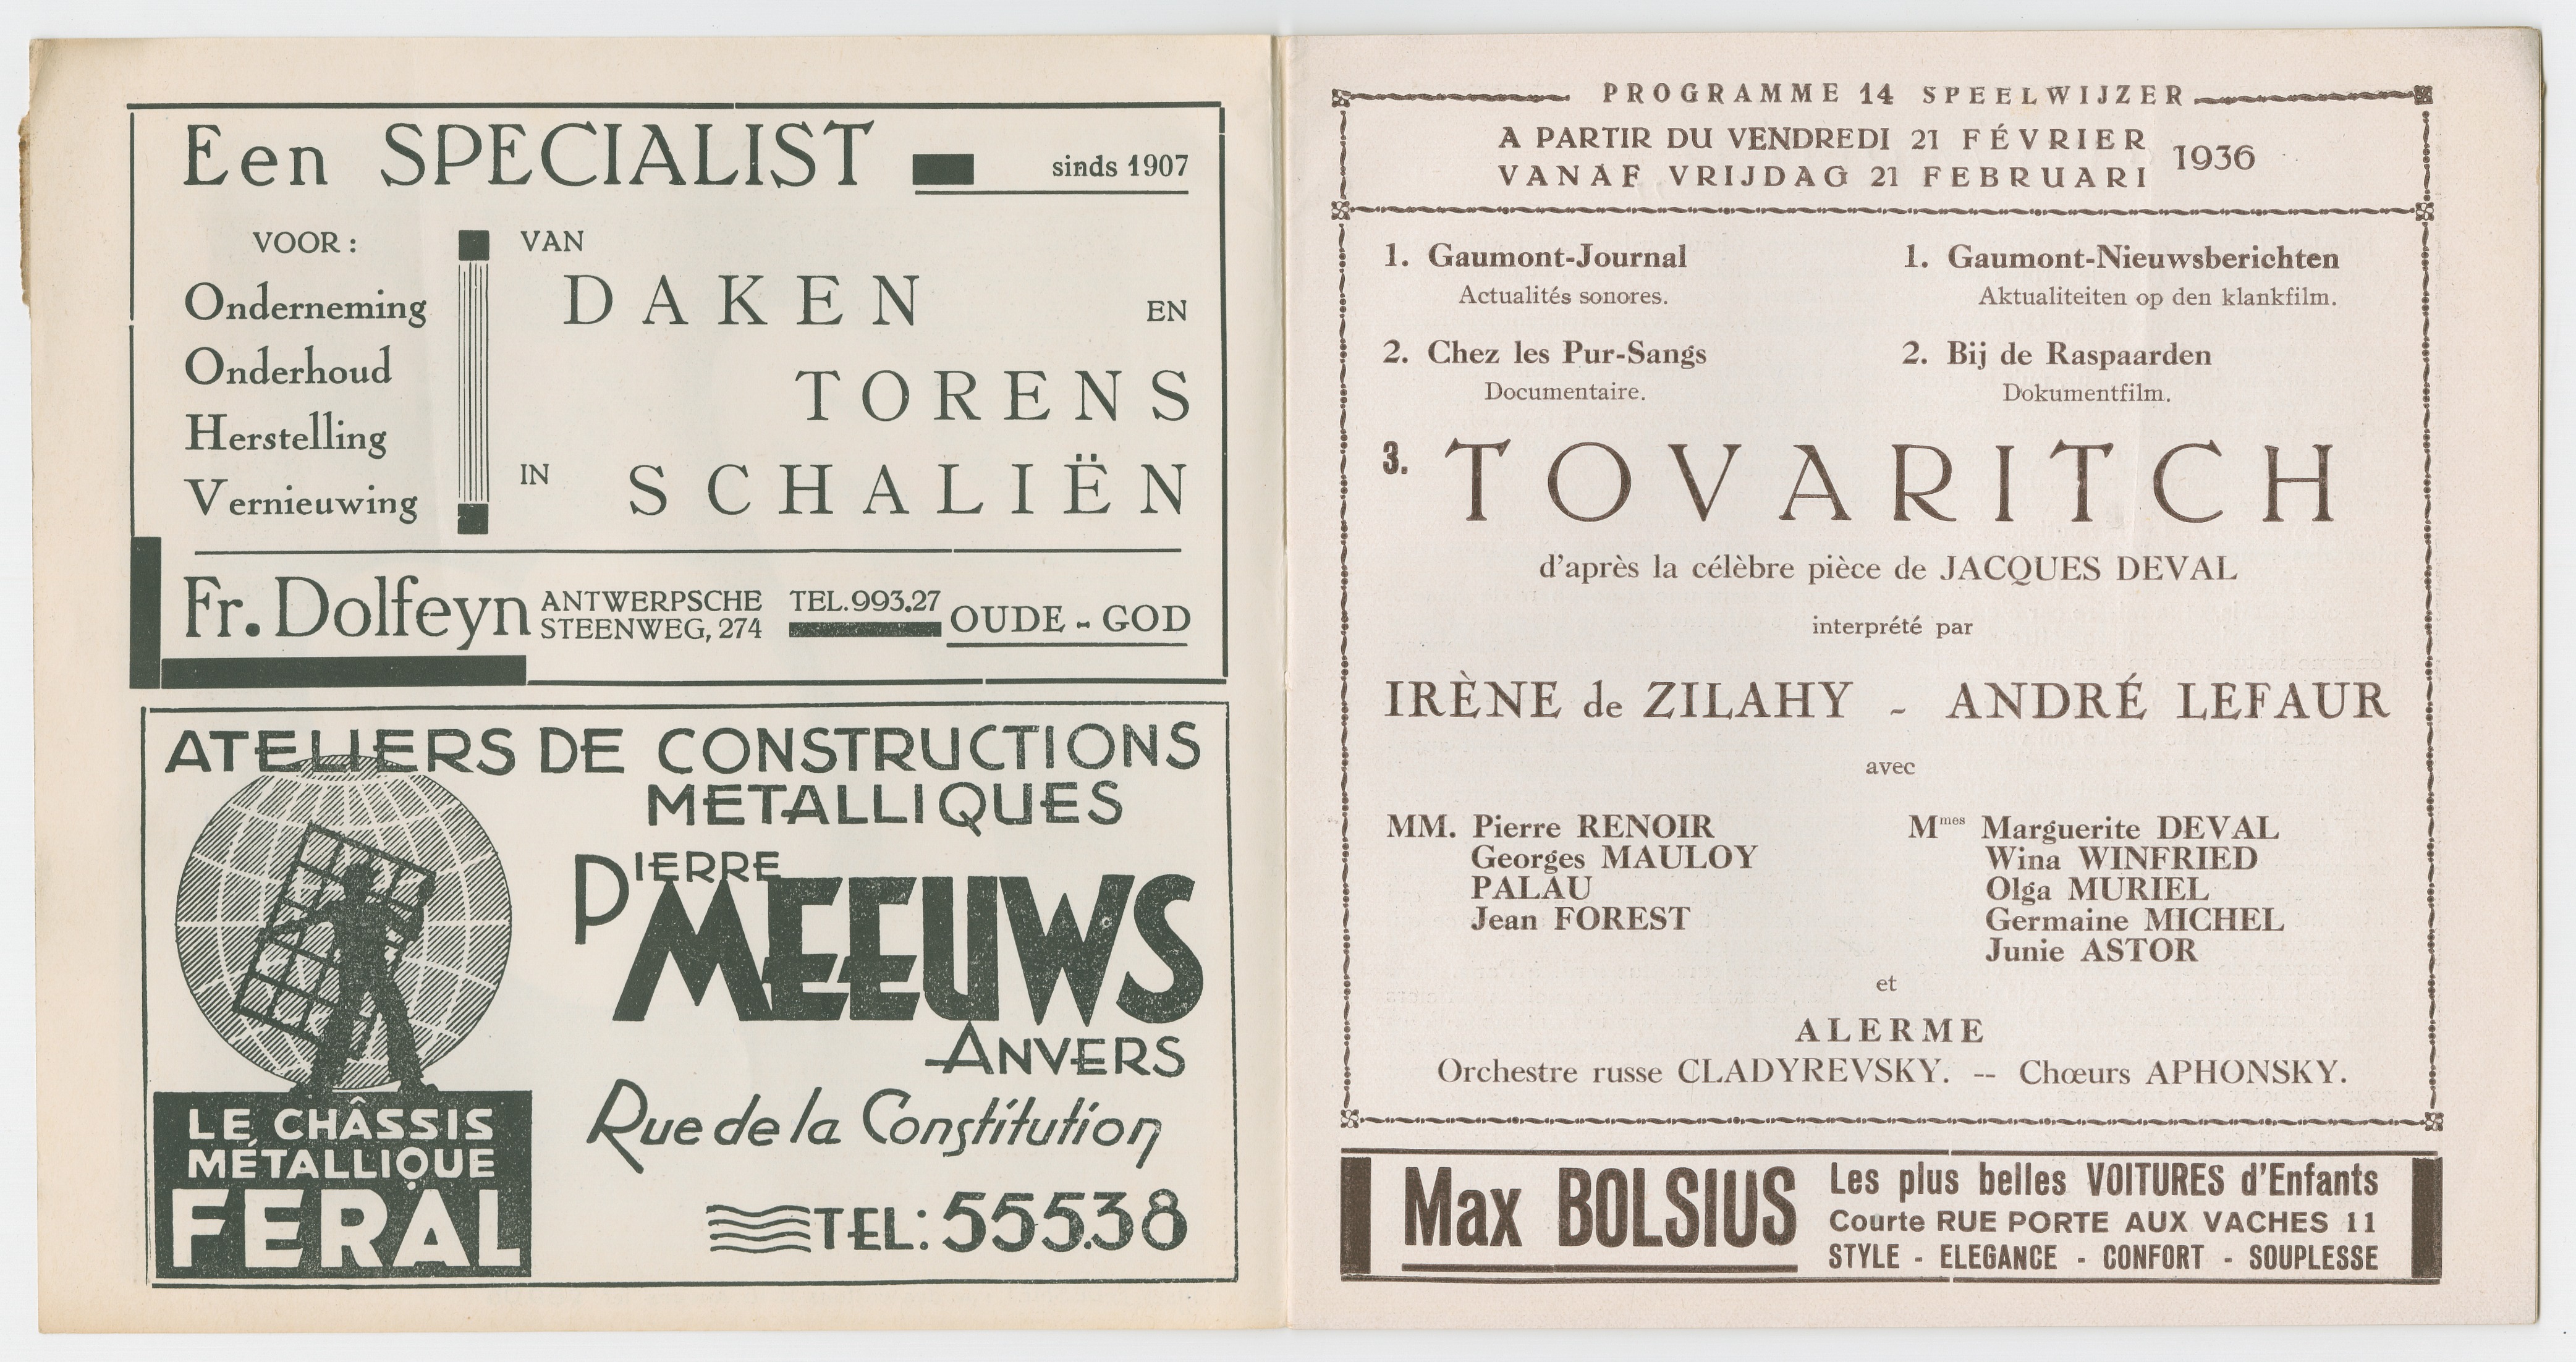 Een SPECIALIST sinds 1907
VOOR :
Onderneming
Onderhoud
Herstelling
Vernieuwing
VAN
DAKEN EN
TORENS
IN SCHALIËN
Fr. Dolfeyn ANTWERPSCHE STEENWEG, 274 TEL. 993.27 OUDE - GOD
ATELIERS DE CONSTRUCTIONS
METALLIQUES
PIERRE
MEEUWS
ANVERS
Rue de la Constitution
TEL: 555.38
LE CHÂSSIS
MÉTALLIQUE
FERAL
PROGRAMME 14 SPEELWIJZER
A PARTIR DU VENDREDI 21 FÉVRIER
VANAF VRIJDAG 21 FEBRUARI
1936
1. Gaumont-Journal
Actualités sonores.
2. Chez les Pur-Sangs
Documentaire.
1. Gaumont-Nieuwsberichten
Aktualiteiten op den klankfilm.
2. Bij de Raspaarden
Dokumentfilm.
3. TOVARITCH
d'après la célèbre pièce de JACQUES DEVAL
interprété par
IRÈNE de ZILAHY - ANDRÉ LEFAUR
avec
MM. Pierre RENOIR
Georges MAULOY
PALAU
Jean FOREST
Mmes Marguerite DEVAL
Wina WINFRIED
Olga MURIEL
Germaine MICHEL
Junie ASTOR
et
ALERME
Orchestre russe CLADYREVSKY. -- Chœurs APHONSKY.
Max BOLSIUS
Les plus belles VOITURES d'Enfants
Courte RUE PORTE AUX VACHES 11
STYLE - ELEGANCE - CONFORT - SOUPLESSE